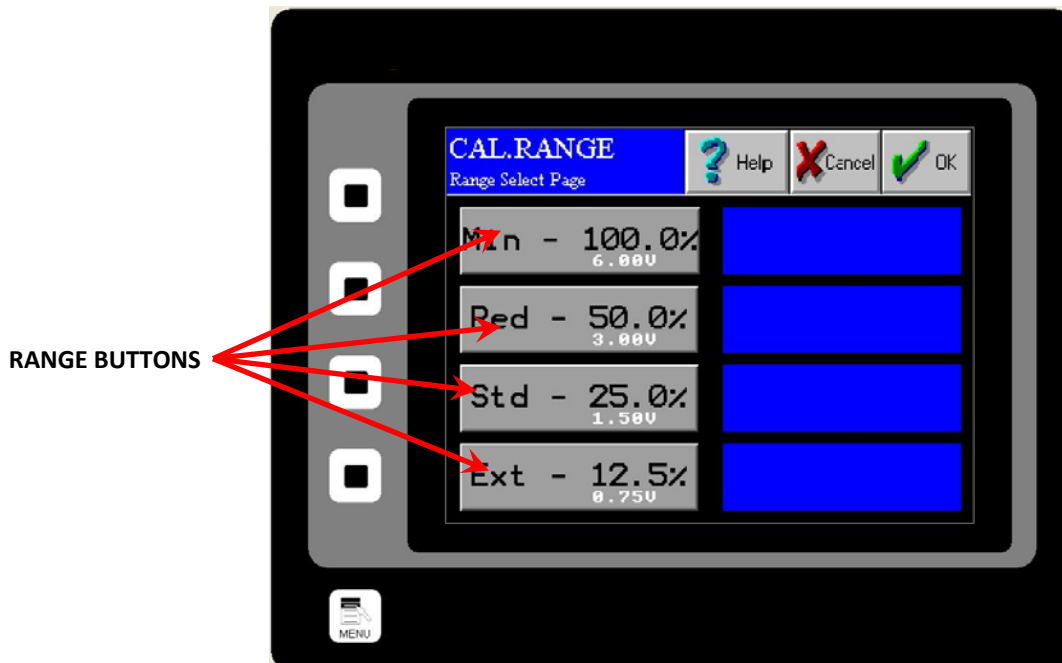 CAL.RANGE
Range Select Page
Help
Cancel
OK
Min - 100.0%
6.00V
Red - 50.0%
3.00V
RANGE BUTTONS
Std - 25.0%
1.50V
Ext - 12.5%
0.75V
MENU